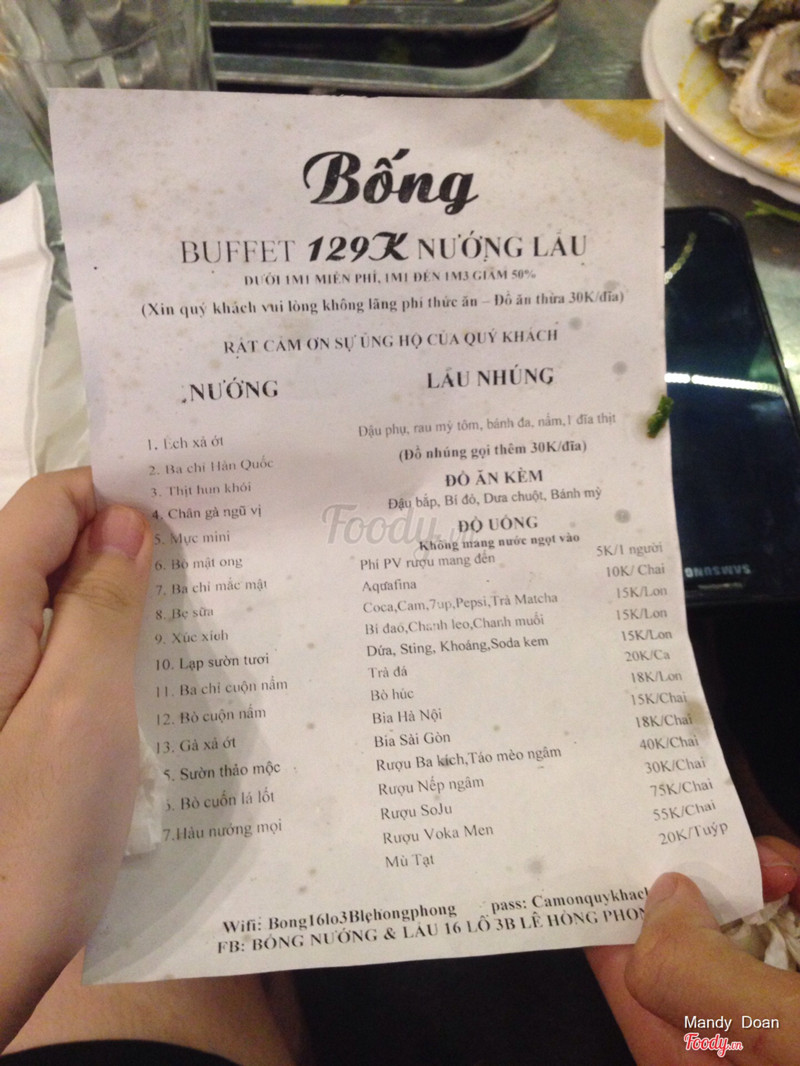 Bống
BUFFET 129K NƯỚNG LẨU
DƯỚI 1M1 MIỄN PHÍ, 1M1 ĐẾN 1M3 GIẢM 50%
(Xin quý khách vui lòng không lãng phí thức ăn – Đồ ăn thừa 30K/đĩa)
RẤT CẢM ƠN SỰ ỦNG HỘ CỦA QUÝ KHÁCH
NƯỚNG
1. Ếch xả ớt
2. Ba chỉ Hàn Quốc
3. Thịt hun khói
4. Chân gà ngũ vị
5. Mực mini
6. Bò mật ong
7. Ba chỉ mắc mật
8. Bẹ sữa
9. Xúc xích
10. Lạp sườn tươi
11. Ba chỉ cuộn nấm
12. Bò cuộn nấm
13. Gà xả ớt
5. Sườn thảo mộc
6. Bò cuốn lá lốt
7. Hàu nướng mọi
LẨU NHÚNG
Đậu phụ, rau mỳ tôm, bánh đa, nấm, 1 đĩa thịt
(Đồ nhúng gọi thêm 30K/đĩa)
ĐỒ ĂN KÈM
Đậu bắp, Bí đỏ, Dưa chuột, Bánh mỳ
ĐỒ UỐNG
Không mang nước ngọt vào
Phí PV rượu mang đến 5K/1 người
Aquafina 10K/ Chai
Coca,Cam,7up,Pepsi,Trà Matcha 15K/Lon
Bí đao,Chanh leo,Chanh muối 15K/Lon
Dứa, Sting, Khoáng,Soda kem 15K/Lon
Trà đá 20K/Ca
Bò húc 18K/Lon
Bia Hà Nội 15K/Chai
Bia Sài Gòn 18K/Chai
Rượu Ba kích,Táo mèo ngâm 40K/Chai
Rượu Nếp ngâm 30K/Chai
Rượu SoJu 75K/Chai
Rượu Voka Men 55K/Chai
Mù Tạt 20K/Tuýp
Wifi: Bong16lo3Blehongphong pass: Camonquykhach
FB: BỐNG NƯỚNG & LẨU 16 LÔ 3B LÊ HỒNG PHON
SAMSUNG
Foody.vn
Mandy Doan
Foody.vn